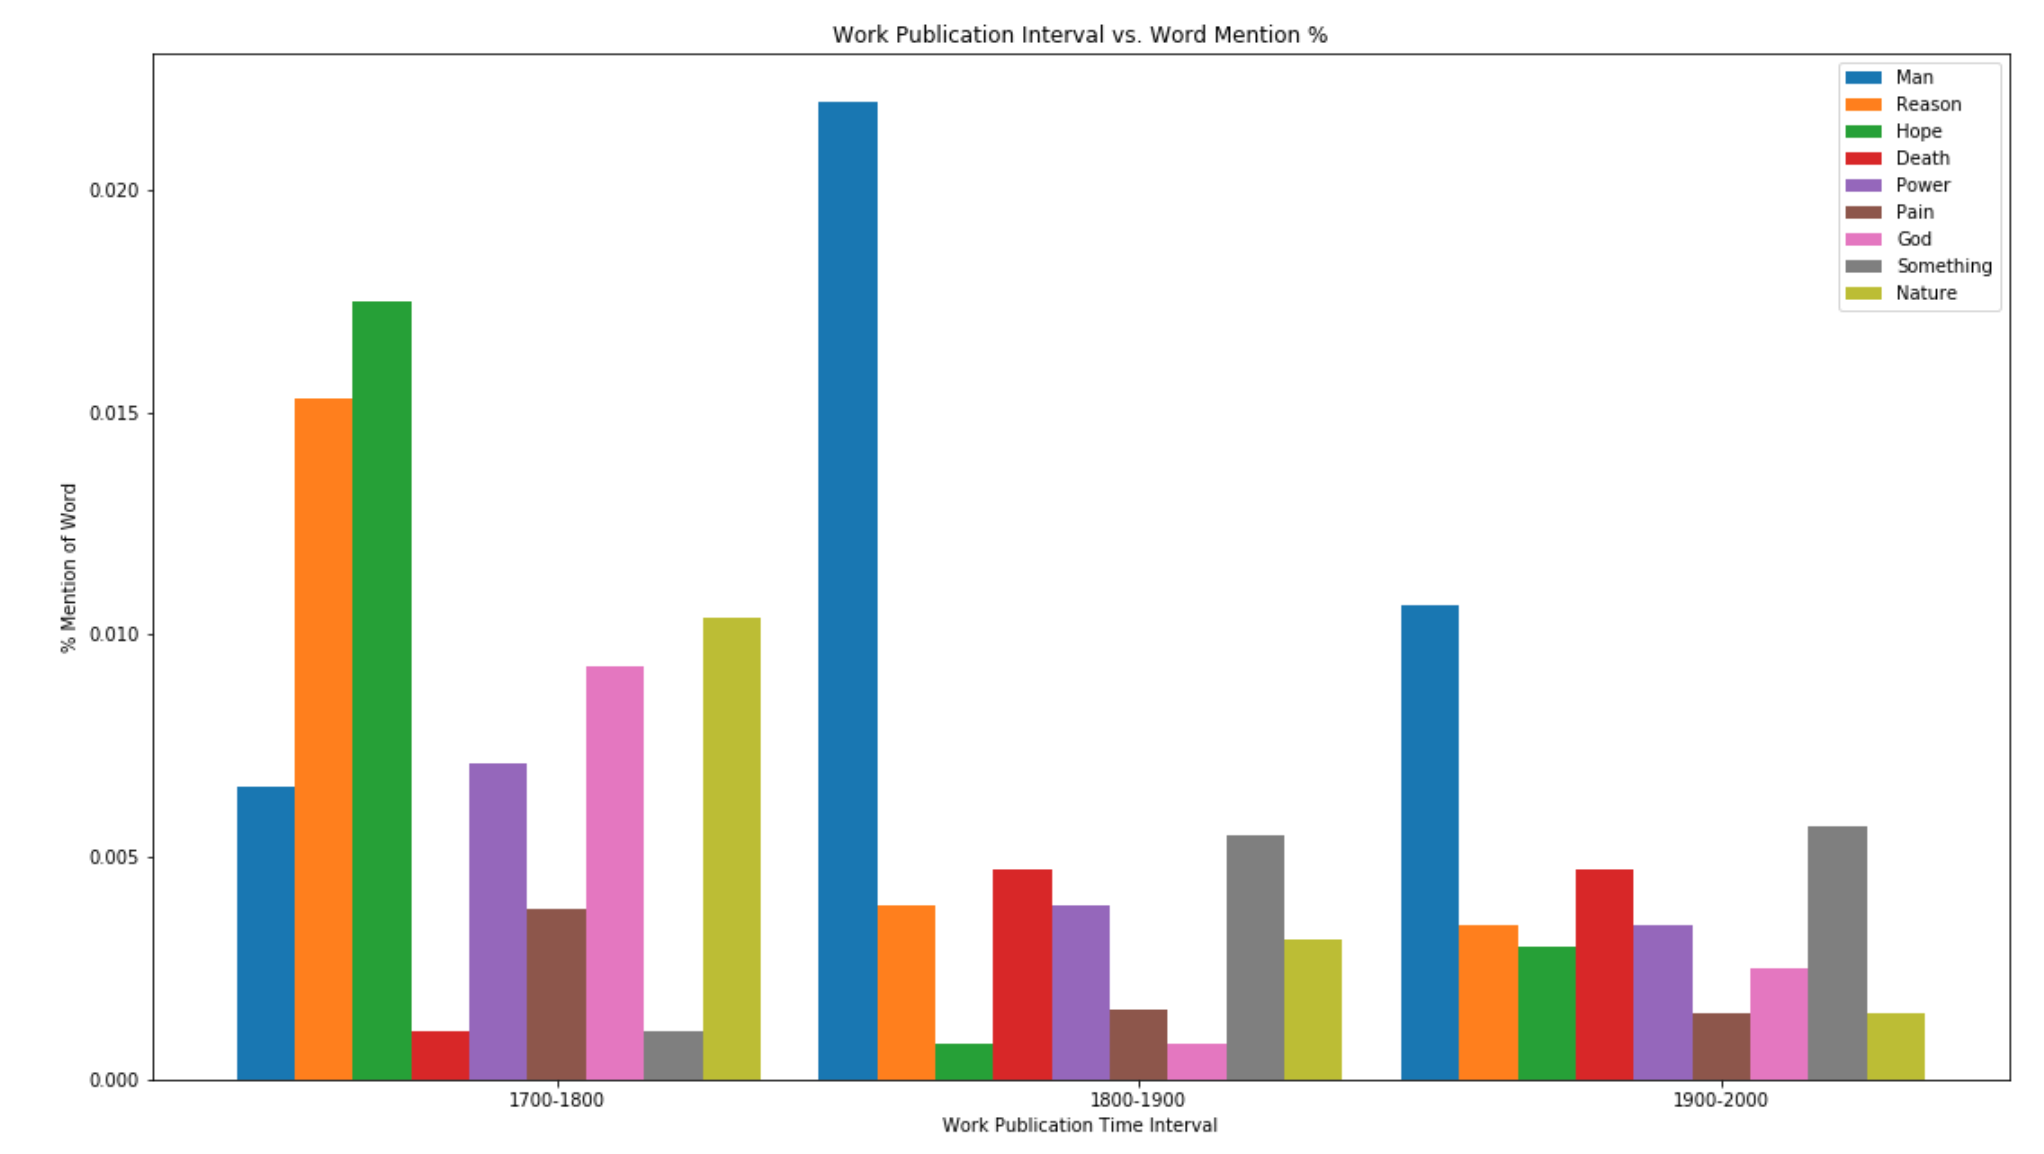 Work Publication Interval vs. Word Mention %
Man
Reason
Hope
Death
Power
Pain
God
Something
Nature
% Mention of Word
0.020
0.015
0.010
0.005
0.000
1700-1800
1800-1900
1900-2000
Work Publication Time Interval